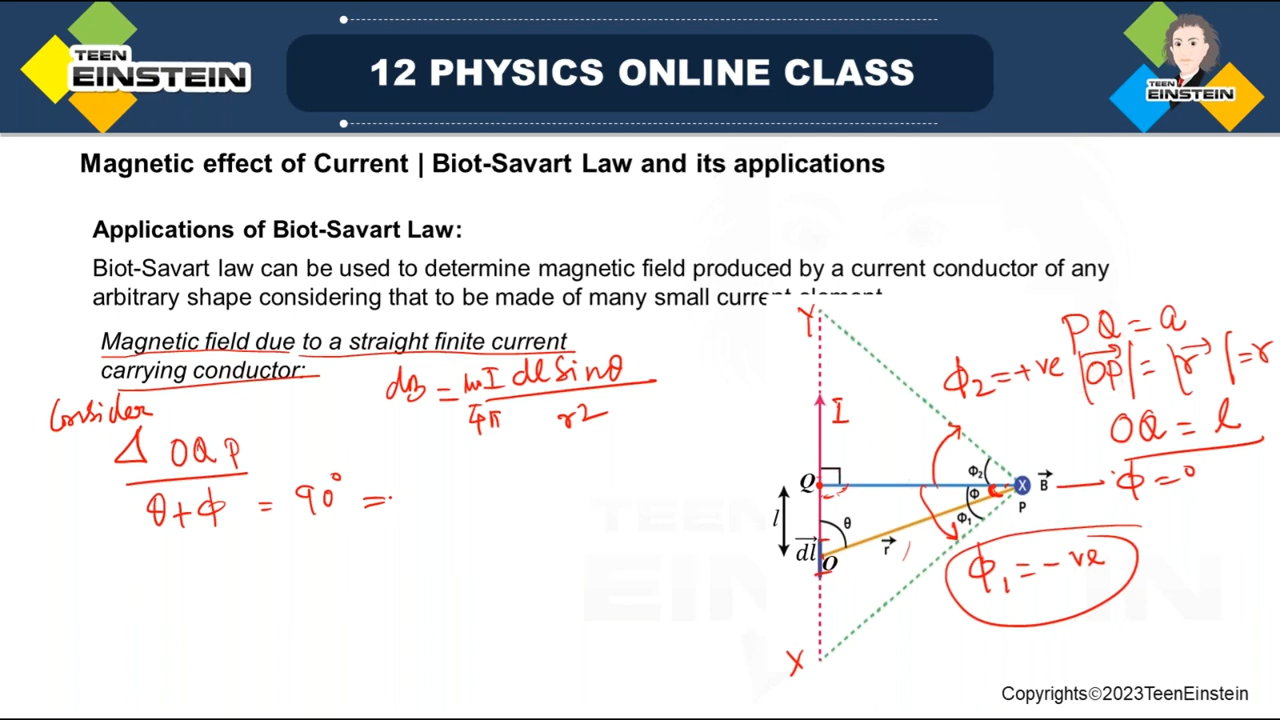 TEEN
EINSTEIN
12 PHYSICS ONLINE CLASS
TEEN
EINSTEIN
Magnetic effect of Current | Biot-Savart Law and its applications
Applications of Biot-Savart Law:
Biot-Savart law can be used to determine magnetic field produced by a current conductor of any
arbitrary shape considering that to be made of many small current element
Magnetic field due to a straight finite current
carrying conductor:
dB = μ₀I/4π dl Sinθ/r2
Consider
Δ OQP
θ+ϕ = 90° =
Y
PQ = a
ϕ2 = +ve |OP⃗| = |r⃗| = r
I
OQ = l
Q
ϕ2
ϕ
X
B⃗
ϕ = 0
P
l
θ
ϕ1
dl⃗
O
r⃗
ϕ1 = -ve
X
Copyrights©2023TeenEinstein